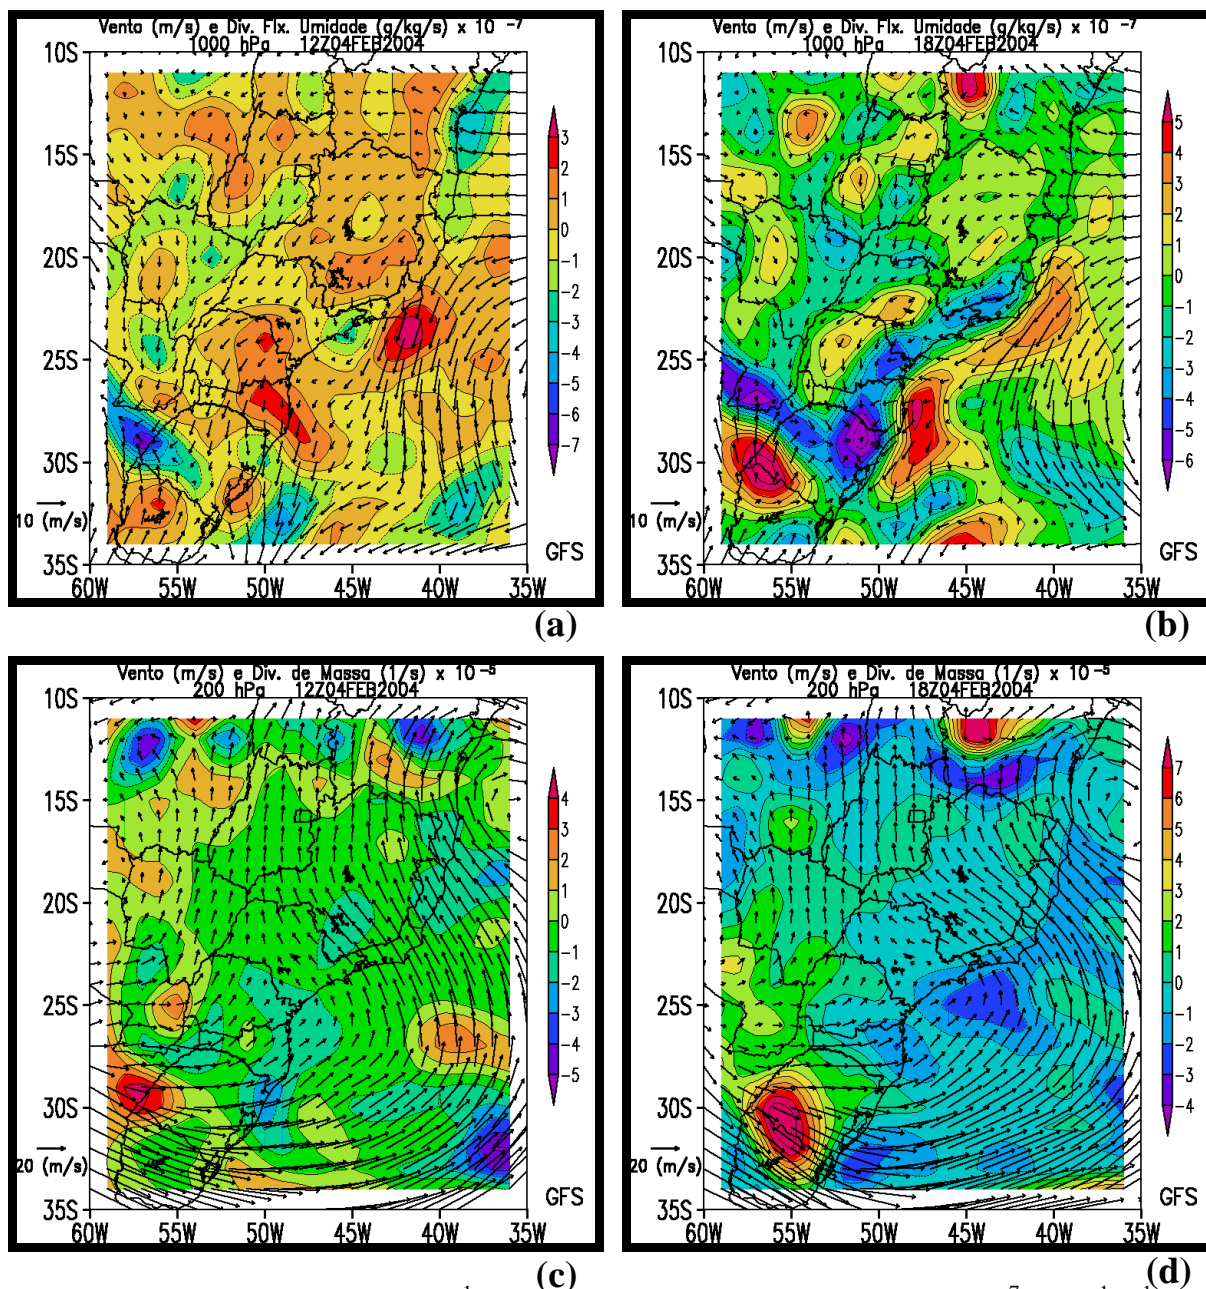 Vento (m/s) e Div. Flx. Umidade (g/kg/s) x 10 -7
1000 hPa 12Z04FEB2004
10S
15S
20S
25S
30S
35S
60W 55W 50W 45W 40W 35W
10 (m/s)
3
2
1
0
-1
-2
-3
-4
-5
-6
-7
GFS
(a)
Vento (m/s) e Div. Flx. Umidade (g/kg/s) x 10 -7
1000 hPa 18Z04FEB2004
10S
15S
20S
25S
30S
35S
60W 55W 50W 45W 40W 35W
10 (m/s)
5
4
3
2
1
0
-1
-2
-3
-4
-5
-6
GFS
(b)
Vento (m/s) e Div. de Massa (1/s) x 10 -5
200 hPa 12Z04FEB2004
10S
15S
20S
25S
30S
35S
60W 55W 50W 45W 40W 35W
20 (m/s)
4
3
2
1
0
-1
-2
-3
-4
-5
GFS
(c)
Vento (m/s) e Div. de Massa (1/s) x 10 -5
200 hPa 18Z04FEB2004
10S
15S
20S
25S
30S
35S
60W 55W 50W 45W 40W 35W
20 (m/s)
7
6
5
4
3
2
1
0
-1
-2
-3
-4
GFS
(d)